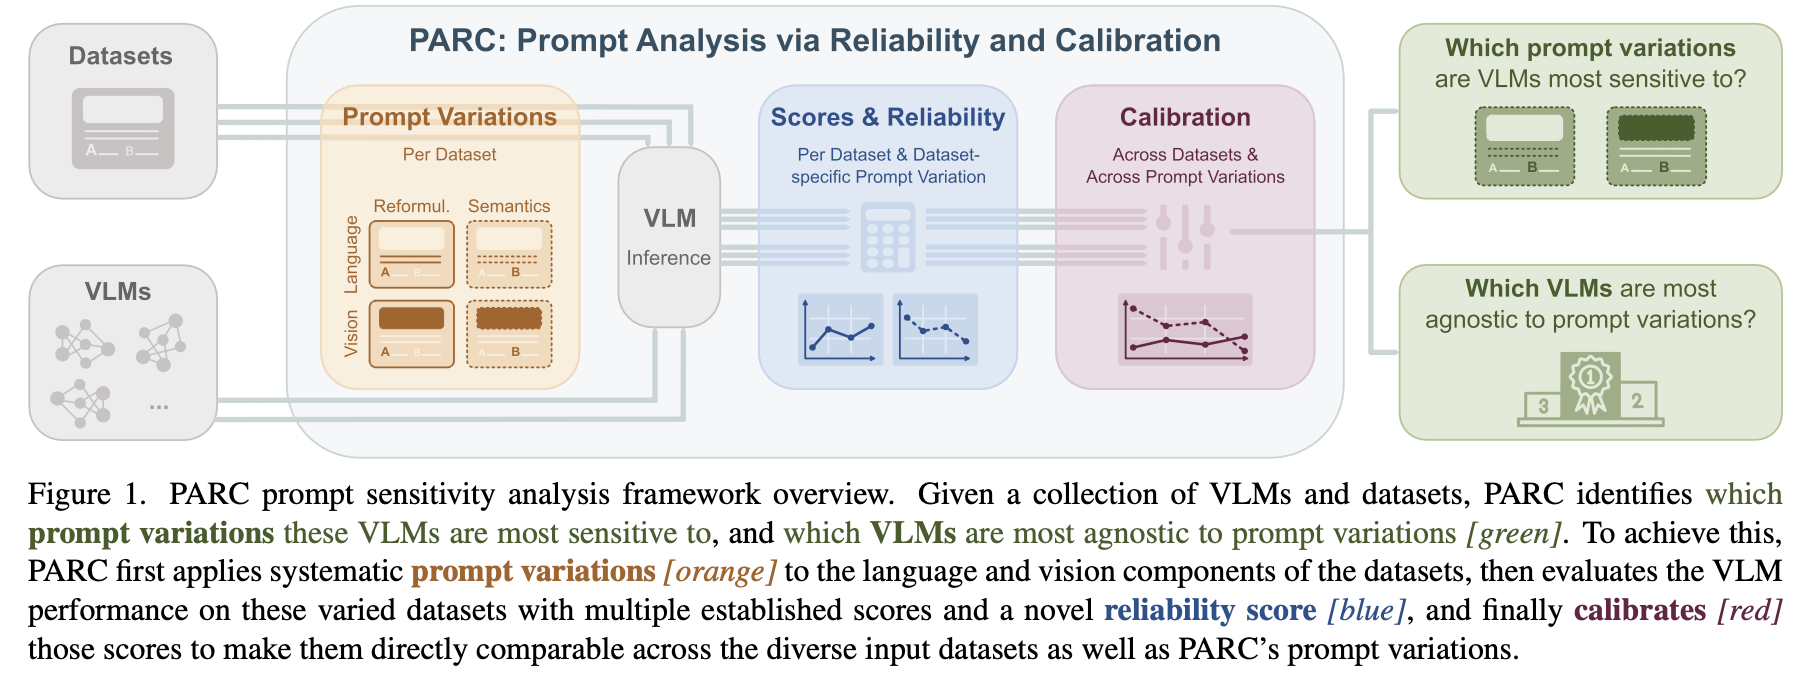 PARC: Prompt Analysis via Reliability and Calibration
Datasets
A B
VLMs
...
Prompt Variations
Per Dataset
Reformul. Semantics
Language
A B
A B
Vision
A B
A B
VLM
Inference
Scores & Reliability
Per Dataset & Dataset-
specific Prompt Variation
Calibration
Across Datasets &
Across Prompt Variations
Which prompt variations
are VLMs most sensitive to?
A B
A B
Which VLMs are most
agnostic to prompt variations?
3 1 2
Figure 1. PARC prompt sensitivity analysis framework overview. Given a collection of VLMs and datasets, PARC identifies which
prompt variations these VLMs are most sensitive to, and which VLMs are most agnostic to prompt variations [green]. To achieve this,
PARC first applies systematic prompt variations [orange] to the language and vision components of the datasets, then evaluates the VLM
performance on these varied datasets with multiple established scores and a novel reliability score [blue], and finally calibrates [red]
those scores to make them directly comparable across the diverse input datasets as well as PARC's prompt variations.